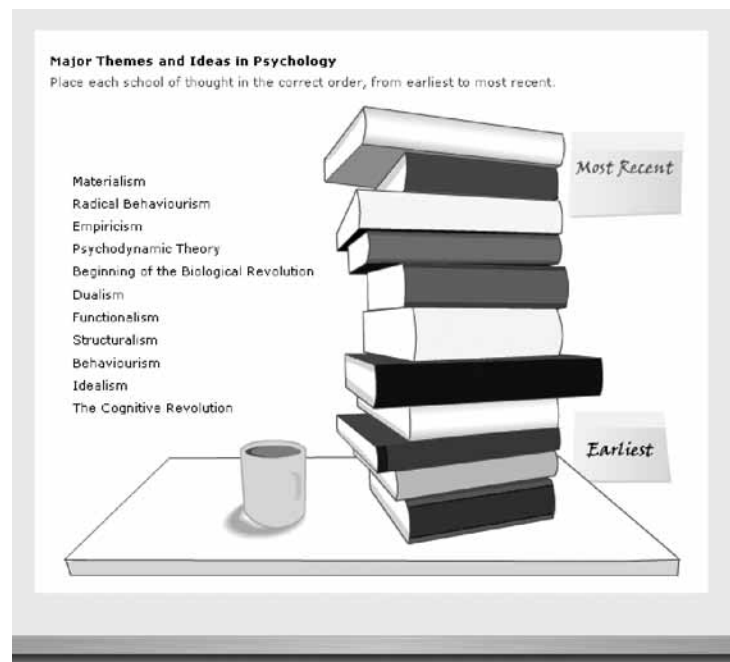 Major Themes and Ideas in Psychology
Place each school of thought in the correct order, from earliest to most recent.
Most Recent
Materialism
Radical Behaviourism
Empiricism
Psychodynamic Theory
Beginning of the Biological Revolution
Dualism
Functionalism
Structuralism
Behaviourism
Idealism
The Cognitive Revolution
Earliest